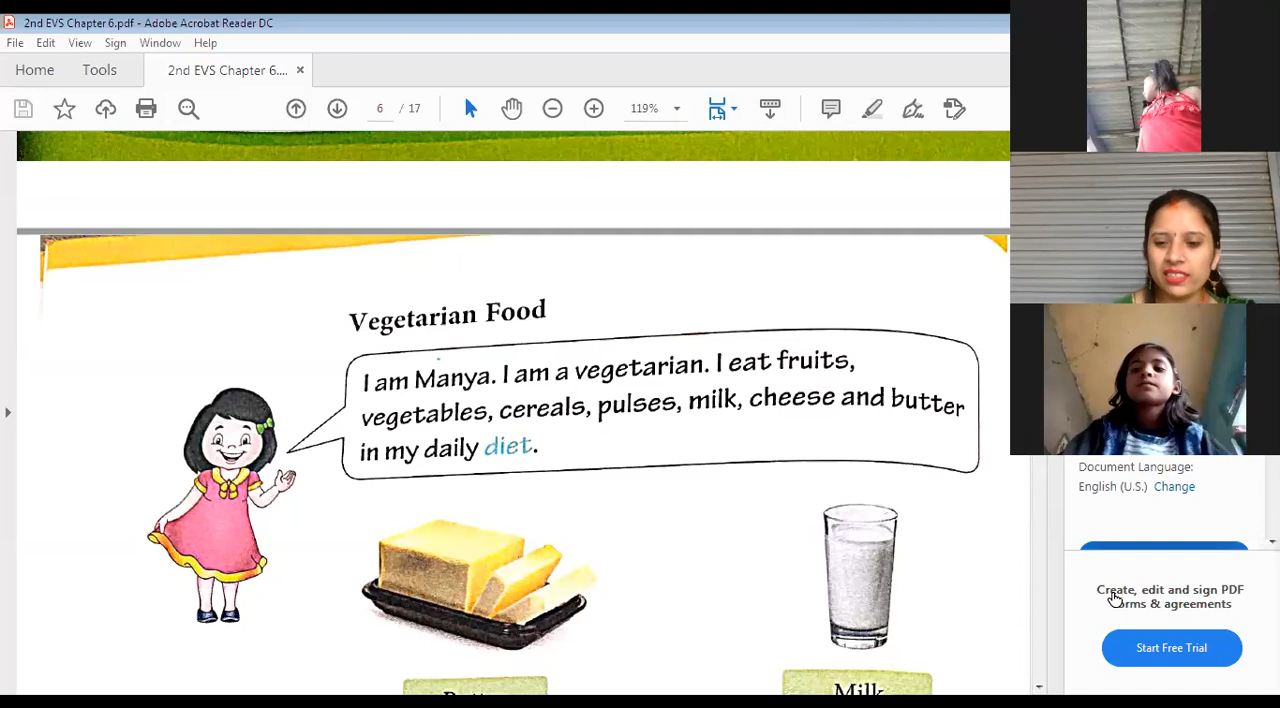 2nd EVS Chapter 6.pdf - Adobe Acrobat Reader DC
File Edit View Sign Window Help
Home Tools 2nd EVS Chapter 6.... ×
6 / 17 119%
Vegetarian Food
I am Manya. I am a vegetarian. I eat fruits,
vegetables, cereals, pulses, milk, cheese and butter
in my daily diet.
Milk
Document Language:
English (U.S.) Change
Create, edit and sign PDF
forms & agreements
Start Free Trial